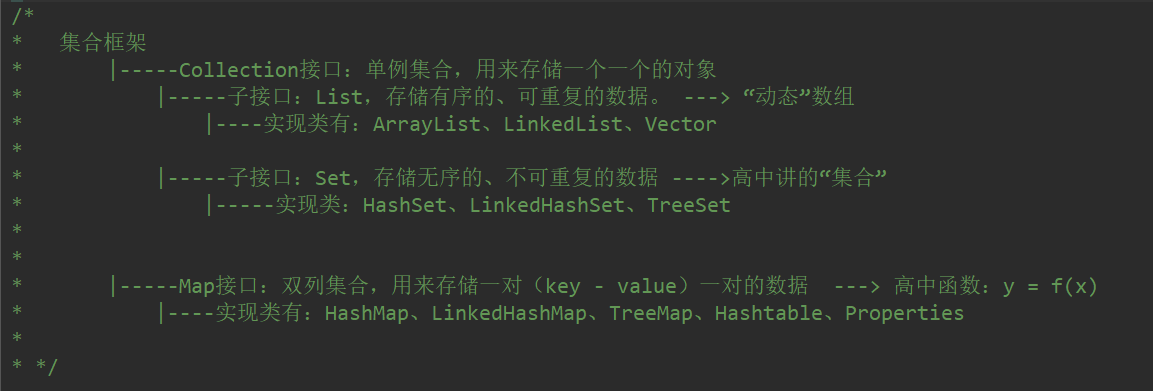 /*
*   集合框架
*       |-----Collection接口：单例集合，用来存储一个一个的对象
*           |-----子接口：List，存储有序的、可重复的数据。 ---> “动态”数组
*               |----实现类有：ArrayList、LinkedList、Vector
*
*           |-----子接口：Set，存储无序的、不可重复的数据 ---->高中讲的“集合”
*               |-----实现类：HashSet、LinkedHashSet、TreeSet
*
*
*       |-----Map接口：双列集合，用来存储一对（key - value）一对的数据  ---> 高中函数：y = f(x)
*           |----实现类有：HashMap、LinkedHashMap、TreeMap、Hashtable、Properties
*
* */